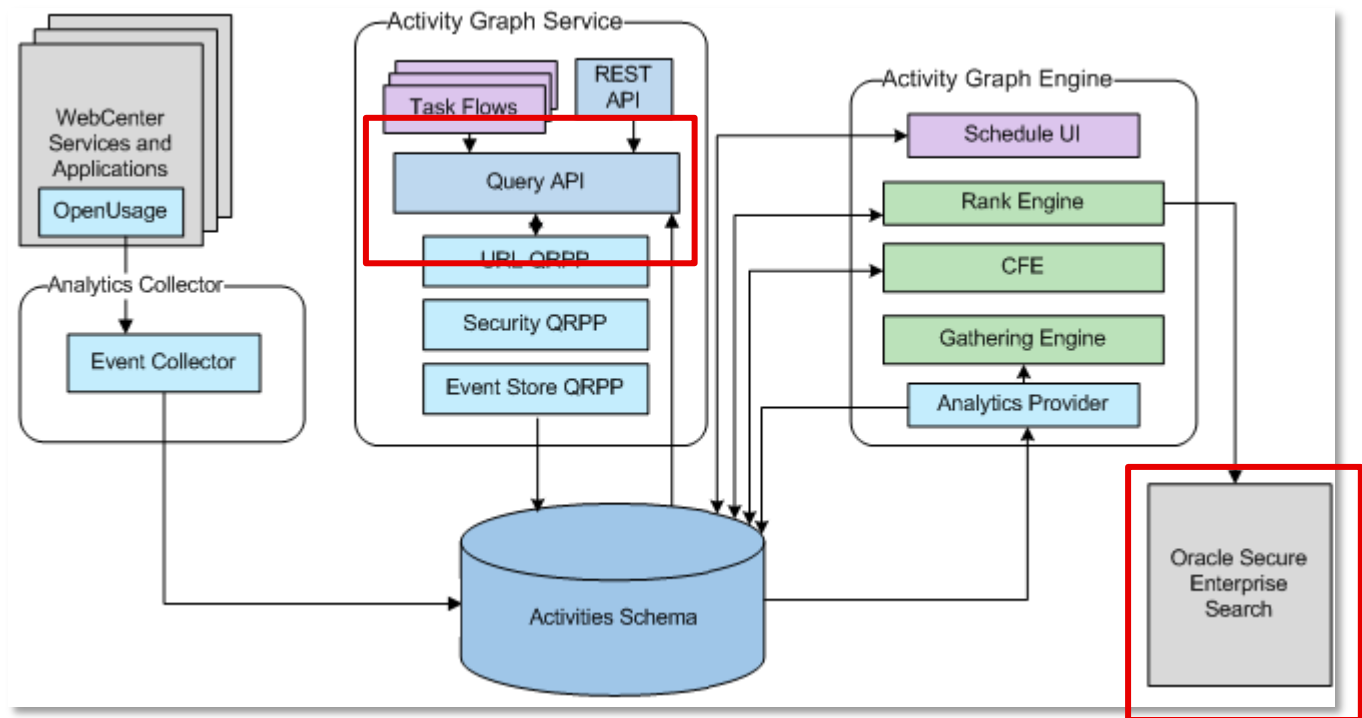 WebCenter
Services and
Applications
OpenUsage
Analytics Collector
Event Collector
Activity Graph Service
Task Flows
REST
API
Query API
URL QRPP
Security QRPP
Event Store QRPP
Activities Schema
Activity Graph Engine
Schedule UI
Rank Engine
CFE
Gathering Engine
Analytics Provider
Oracle Secure
Enterprise
Search